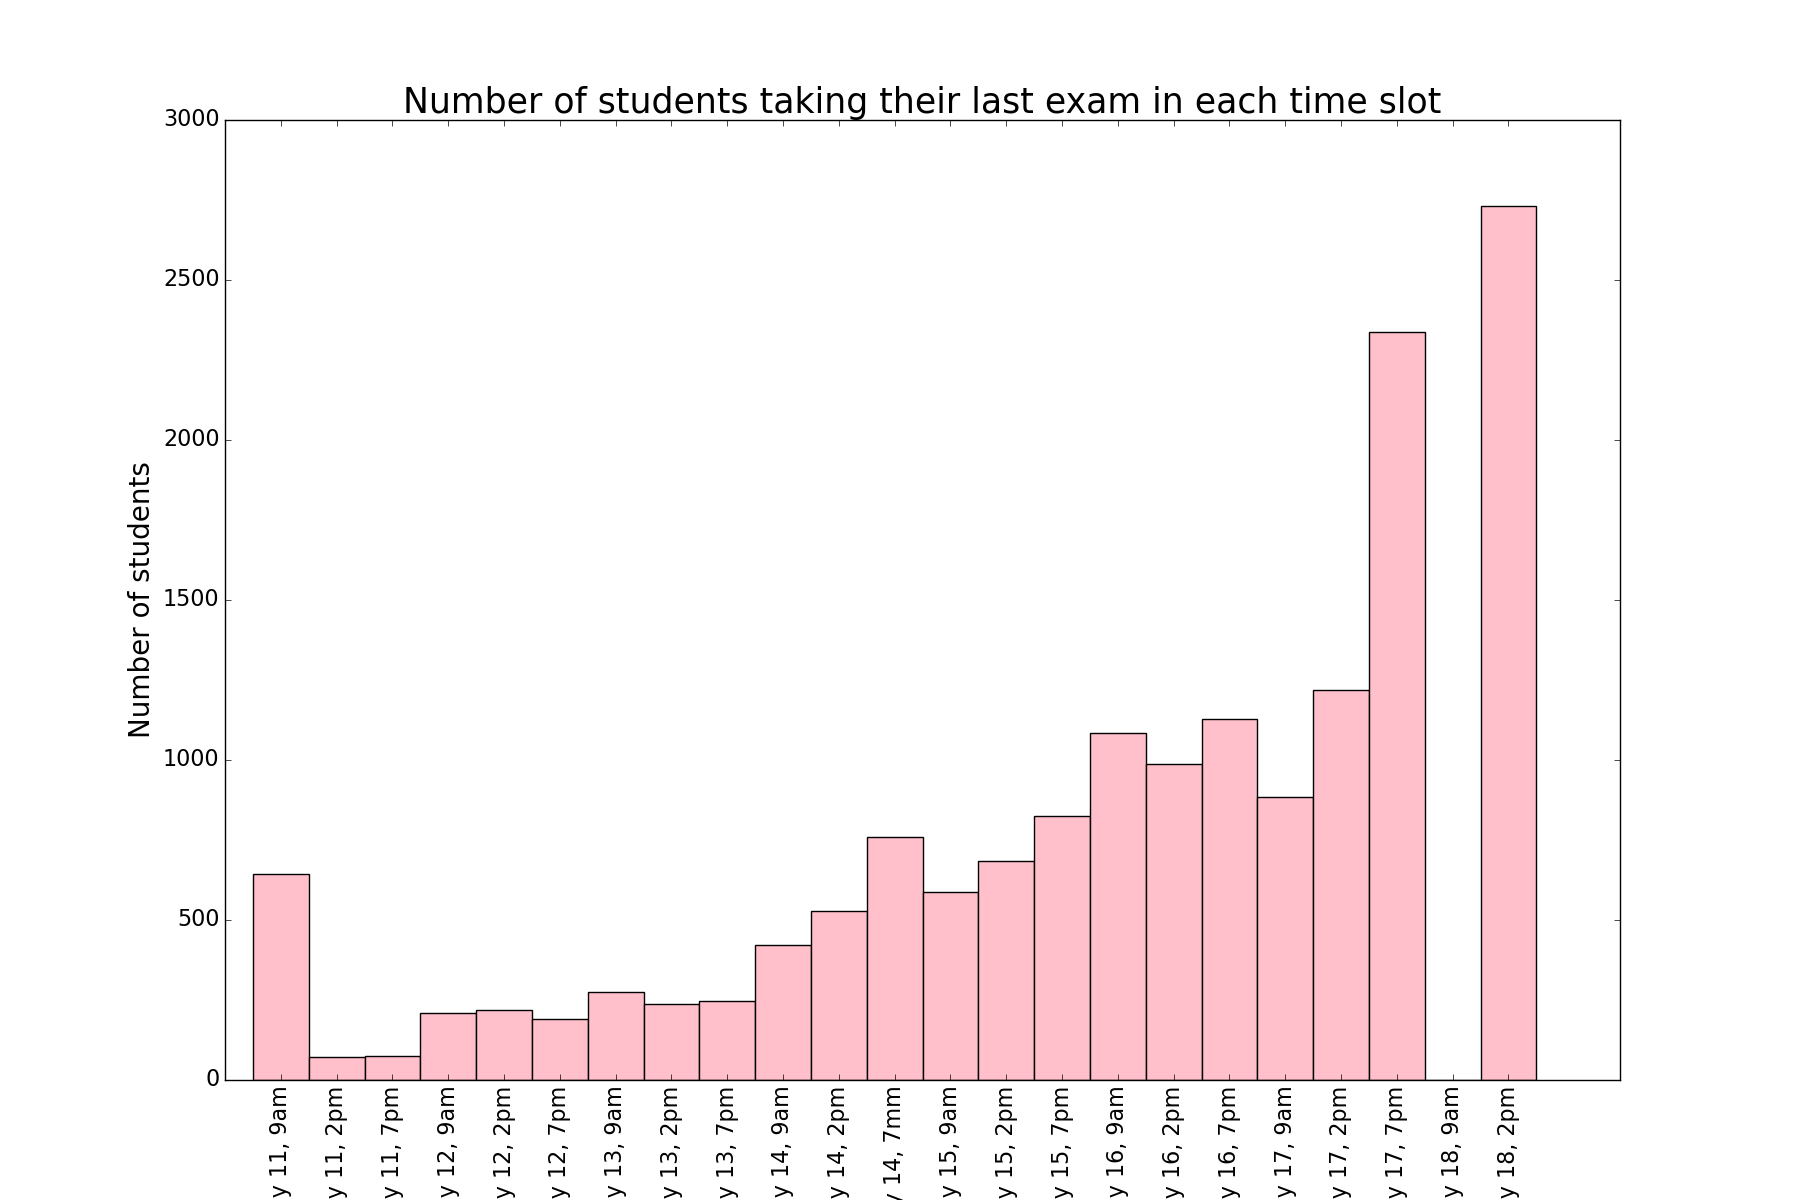 Number of students taking their last exam in each time slot
Number of students
3000
2500
2000
1500
1000
500
0
y 11, 9am
y 11, 2pm
y 11, 7pm
y 12, 9am
y 12, 2pm
y 12, 7pm
y 13, 9am
y 13, 2pm
y 13, 7pm
y 14, 9am
y 14, 2pm
y 14, 7mm
y 15, 9am
y 15, 2pm
y 15, 7pm
y 16, 9am
y 16, 2pm
y 16, 7pm
y 17, 9am
y 17, 2pm
y 17, 7pm
y 18, 9am
y 18, 2pm